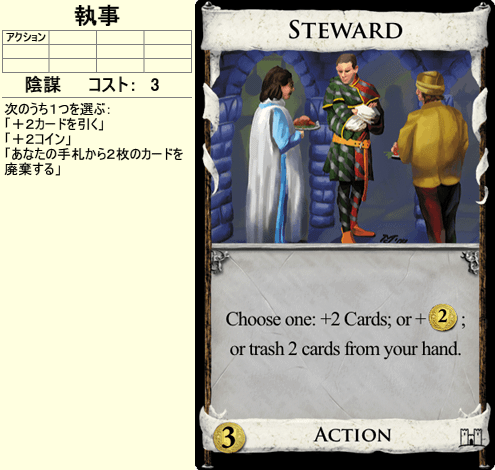 執事
アクション
陰謀 コスト: 3
次のうち1つを選ぶ:
「+2カードを引く」
「+2コイン」
「あなたの手札から2枚のカードを
廃棄する」
STEWARD
Choose one: +2 Cards; or + 2 ;
or trash 2 cards from your hand.
3 ACTION